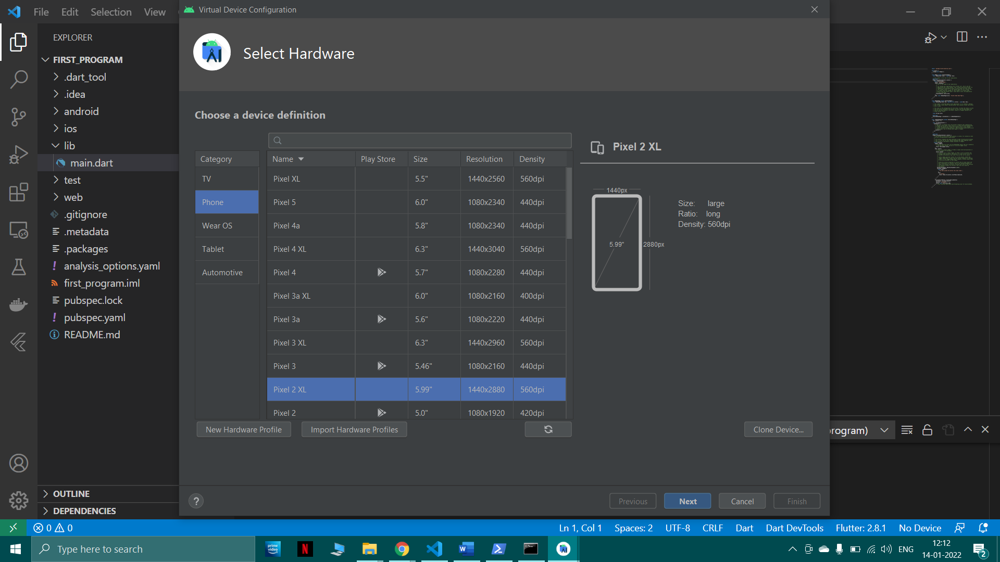 File Edit Selection View
Virtual Device Configuration
EXPLORER
FIRST_PROGRAM
.dart_tool
.idea
android
ios
lib
main.dart
test
web
.gitignore
.metadata
.packages
analysis_options.yaml
first_program.iml
pubspec.lock
pubspec.yaml
README.md
OUTLINE
DEPENDENCIES
Select Hardware
Choose a device definition
Category
TV
Phone
Wear OS
Tablet
Automotive
Name Play Store Size Resolution Density
Pixel XL 5.5" 1440x2560 560dpi
Pixel 5 6.0" 1080x2340 440dpi
Pixel 4a 5.8" 1080x2340 440dpi
Pixel 4 XL 6.3" 1440x3040 560dpi
Pixel 4 5.7" 1080x2280 440dpi
Pixel 3a XL 6.0" 1080x2160 400dpi
Pixel 3a 5.6" 1080x2220 440dpi
Pixel 3 XL 6.3" 1440x2960 560dpi
Pixel 3 5.46" 1080x2160 440dpi
Pixel 2 XL 5.99" 1440x2880 560dpi
Pixel 2 5.0" 1080x1920 420dpi
Pixel 2 XL
1440px
5.99"
2880px
Size: large
Ratio: long
Density: 560dpi
New Hardware Profile Import Hardware Profiles Clone Device...
rogram)
? Previous Next Cancel Finish
0 0 Ln 1, Col 1 Spaces: 2 UTF-8 CRLF Dart Dart DevTools Flutter: 2.8.1 No Device
Type here to search
prime video
N
W
ENG
12:12
14-01-2022
2